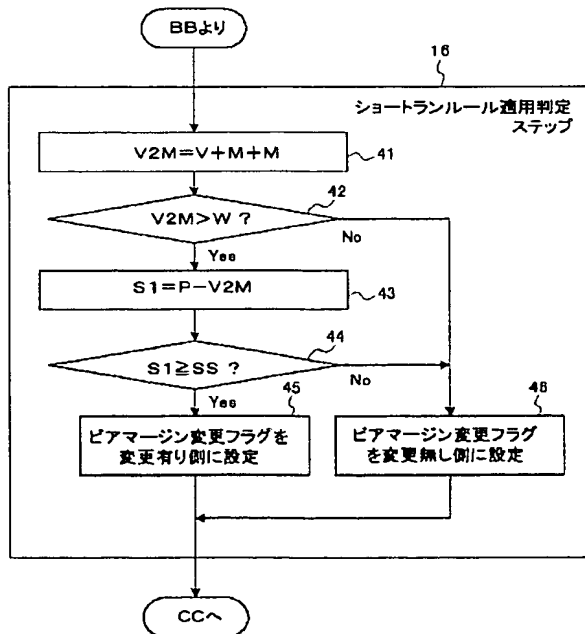 BBより
16
ショートランルール適用判定
ステップ
V2M=V+M+M
41
42
V2M>W ?
No
Yes
S1=P-V2M
43
44
S1≧SS ?
No
Yes
45
46
ビアマージン変更フラグを
変更有り側に設定
ビアマージン変更フラグ
を変更無し側に設定
CCへ